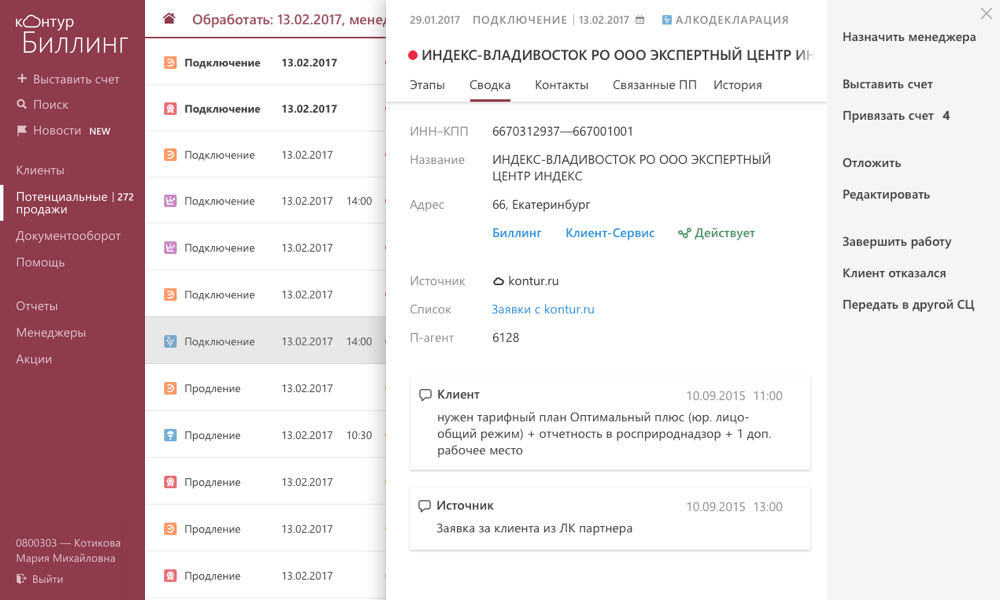 контур
Биллинг
Выставить счет
Поиск
Новости NEW
Клиенты
Потенциальные | 272
продажи
Документооборот
Помощь
Отчеты
Менеджеры
Акции
0800303 — Котикова
Мария Михайловна
Выйти
Обработать: 13.02.2017, менед
Подключение 13.02.2017
Подключение 13.02.2017
Подключение 13.02.2017
Подключение 13.02.2017 14:00
Подключение 13.02.2017
Подключение 13.02.2017
Подключение 13.02.2017 14:00
Продление 13.02.2017
Продление 13.02.2017 10:30
Продление 13.02.2017
Продление 13.02.2017
Продление 13.02.2017
29.01.2017 ПОДКЛЮЧЕНИЕ | 13.02.2017 АЛКОДЕКЛАРАЦИЯ
ИНДЕКС-ВЛАДИВОСТОК РО ООО ЭКСПЕРТНЫЙ ЦЕНТР ИН
Этапы Сводка Контакты Связанные ПП История
ИНН–КПП 6670312937—667001001
Название ИНДЕКС-ВЛАДИВОСТОК РО ООО ЭКСПЕРТНЫЙ
ЦЕНТР ИНДЕКС
Адрес 66, Екатеринбург
Биллинг Клиент-Сервис Действует
Источник kontur.ru
Список Заявки с kontur.ru
П-агент 6128
Клиент 10.09.2015 11:00
нужен тарифный план Оптимальный плюс (юр. лицо-
общий режим) + отчетность в росприроднадзор + 1 доп.
рабочее место
Источник 10.09.2015 13:00
Заявка за клиента из ЛК партнера
Назначить менеджера
Выставить счет
Привязать счет 4
Отложить
Редактировать
Завершить работу
Клиент отказался
Передать в другой СЦ